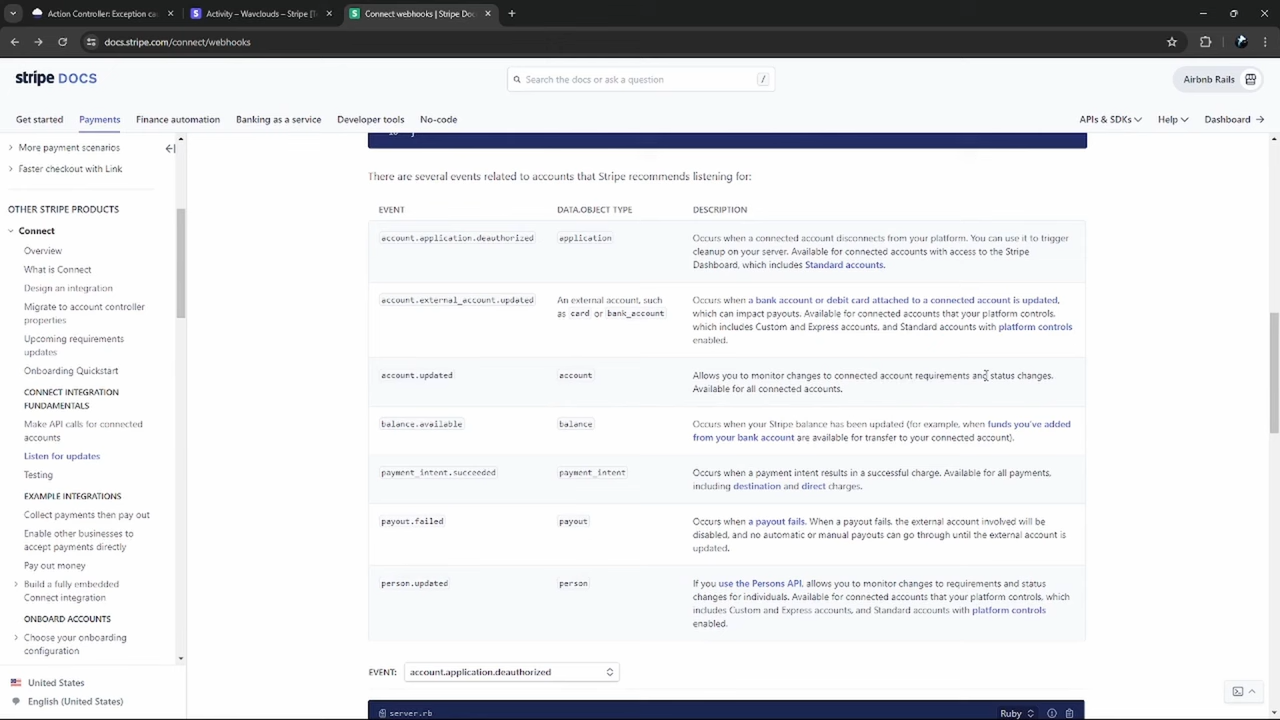 Action Controller: Exception ca
Activity – Wavclouds – Stripe [T
Connect webhooks | Stripe Doc
docs.stripe.com/connect/webhooks
stripe DOCS
Search the docs or ask a question
/
Airbnb Rails
Get started
Payments
Finance automation
Banking as a service
Developer tools
No-code
APIs & SDKs
Help
Dashboard →
More payment scenarios
Faster checkout with Link
OTHER STRIPE PRODUCTS
Connect
Overview
What is Connect
Design an integration
Migrate to account controller
properties
Upcoming requirements
updates
Onboarding Quickstart
CONNECT INTEGRATION
FUNDAMENTALS
Make API calls for connected
accounts
Listen for updates
Testing
EXAMPLE INTEGRATIONS
Collect payments then pay out
Enable other businesses to
accept payments directly
Pay out money
Build a fully embedded
Connect integration
ONBOARD ACCOUNTS
Choose your onboarding
configuration
United States
English (United States)
There are several events related to accounts that Stripe recommends listening for:
EVENT DATA.OBJECT TYPE DESCRIPTION
account.application.deauthorized
application
Occurs when a connected account disconnects from your platform. You can use it to trigger
cleanup on your server. Available for connected accounts with access to the Stripe
Dashboard, which includes Standard accounts.
account.external_account.updated
An external account, such
as card or bank_account
Occurs when a bank account or debit card attached to a connected account is updated,
which can impact payouts. Available for connected accounts that your platform controls,
which includes Custom and Express accounts, and Standard accounts with platform controls
enabled.
account.updated
account
Allows you to monitor changes to connected account requirements and status changes.
Available for all connected accounts.
balance.available
balance
Occurs when your Stripe balance has been updated (for example, when funds you've added
from your bank account are available for transfer to your connected account).
payment_intent.succeeded
payment_intent
Occurs when a payment intent results in a successful charge. Available for all payments,
including destination and direct charges.
payout.failed
payout
Occurs when a payout fails. When a payout fails, the external account involved will be
disabled, and no automatic or manual payouts can go through until the external account is
updated.
person.updated
person
If you use the Persons API, allows you to monitor changes to requirements and status
changes for individuals. Available for connected accounts that your platform controls, which
includes Custom and Express accounts, and Standard accounts with platform controls
enabled.
EVENT: account.application.deauthorized
server.rb
Ruby